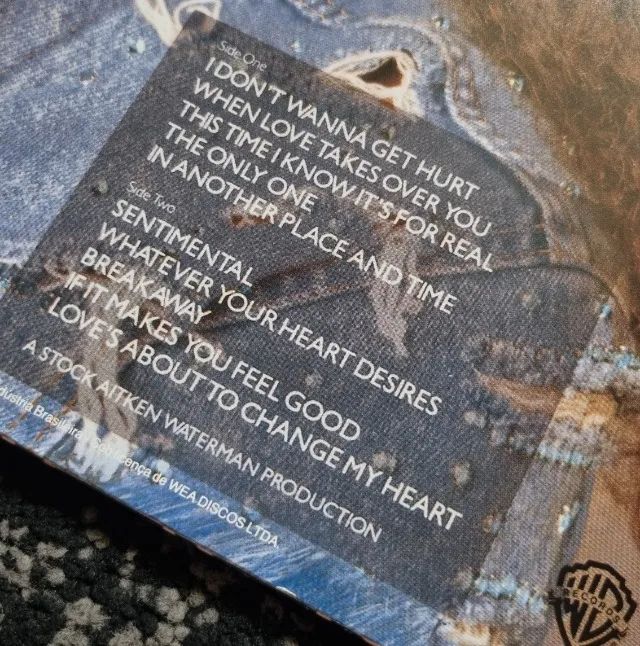 Side One
I DON'T WANNA GET HURT
WHEN LOVE TAKES OVER YOU
THIS TIME I KNOW IT'S FOR REAL
THE ONLY ONE
IN ANOTHER PLACE AND TIME
Side Two
SENTIMENTAL
WHATEVER YOUR HEART DESIRES
BREAKAWAY
IF IT MAKES YOU FEEL GOOD
LOVE'S ABOUT TO CHANGE MY HEART
A STOCK AITKEN WATERMAN PRODUCTION
Brasileira de WEA DISCOS LTDA.
RECORDS